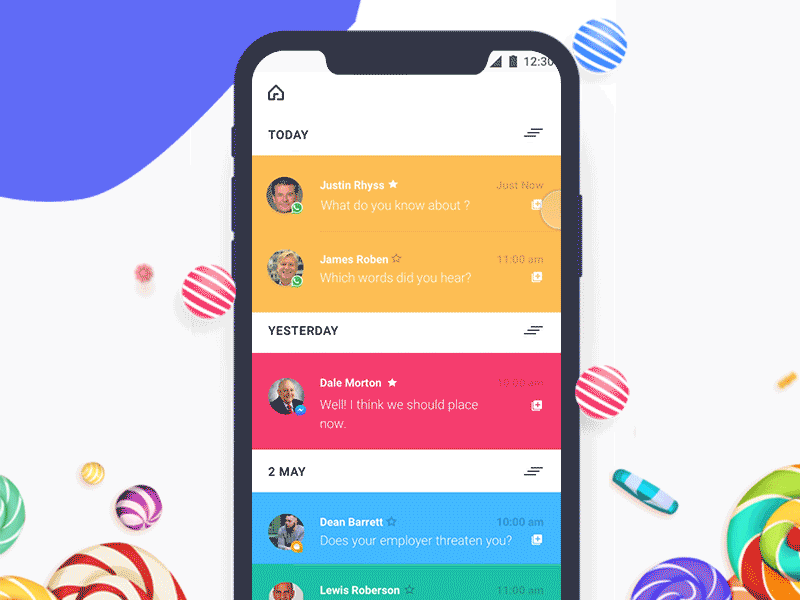 12:30
TODAY
Justin Rhyss
Just Now
What do you know about ?
James Roben
11:00 am
Which words did you hear?
YESTERDAY
Dale Morton
10:00 am
Well! I think we should place
now.
2 MAY
Dean Barrett
10:00 am
Does your employer threaten you?
Lewis Roberson
11:00 am